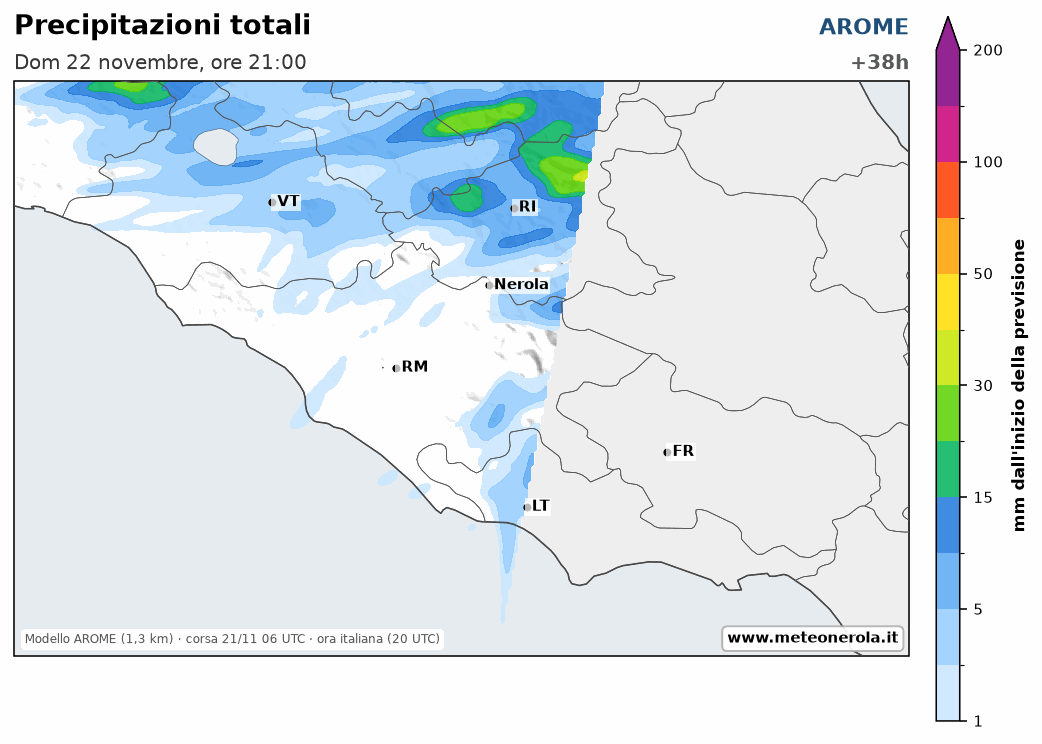 Precipitazioni totali
AROME
Dom 22 novembre, ore 21:00
+38h
200
100
50
30
15
5
1
mm dall'inizio della previsione
VT
RI
Nerola
RM
FR
LT
Modello AROME (1,3 km) · corsa 21/11 06 UTC · ora italiana (20 UTC)
www.meteonerola.it